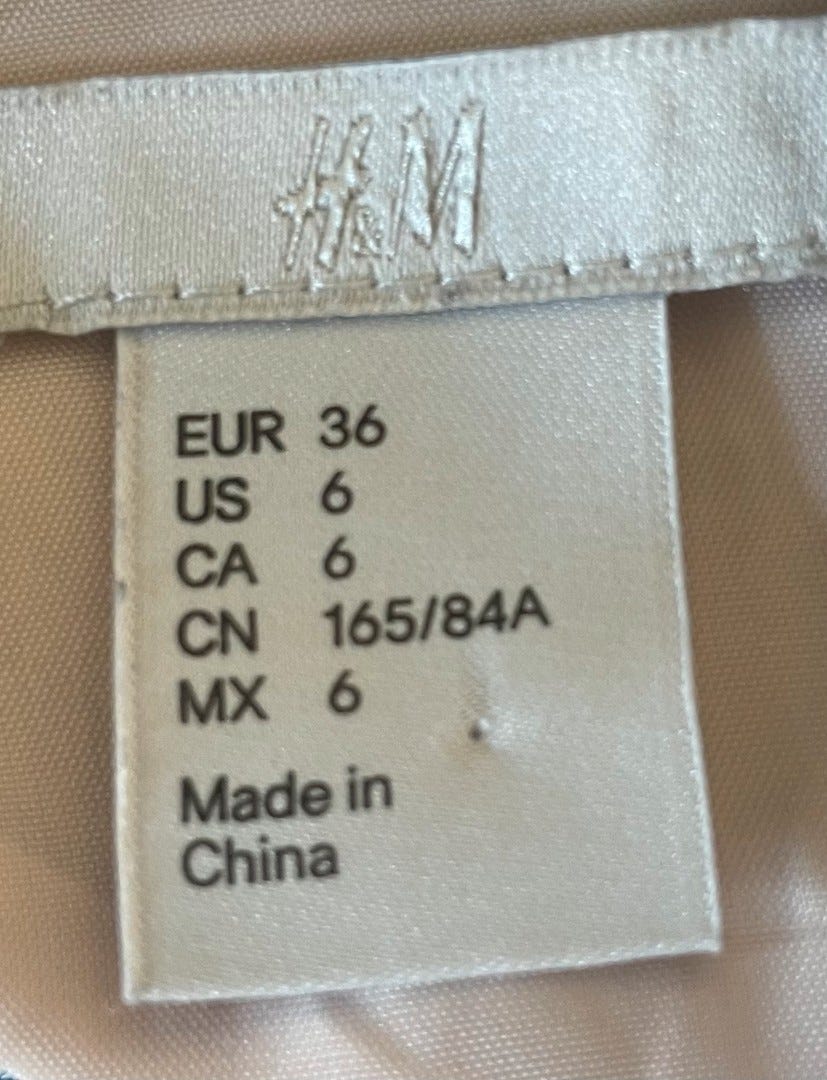 H&M
EUR 36
US 6
CA 6
CN 165/84A
MX 6
Made in
China